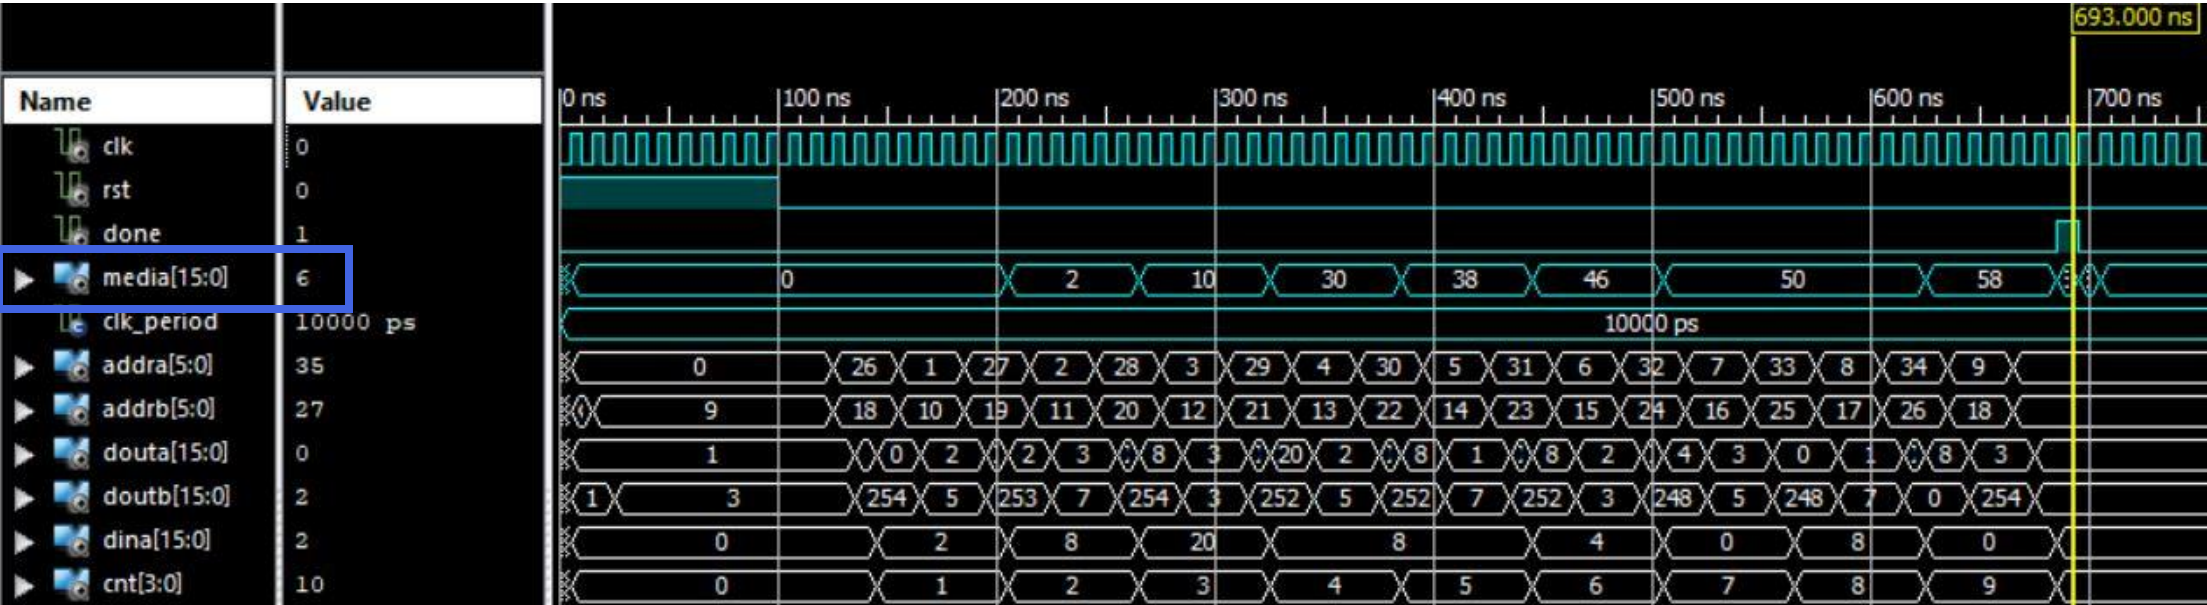 693.000 ns
Name Value
0 ns 100 ns 200 ns 300 ns 400 ns 500 ns 600 ns 700 ns
clk 0
rst 0
done 1
media[15:0] 6 0 2 10 30 38 46 50 58
clk_period 10000 ps 10000 ps
addra[5:0] 35 0 26 1 27 2 28 3 29 4 30 5 31 6 32 7 33 8 34 9
addrb[5:0] 27 9 18 10 19 11 20 12 21 13 22 14 23 15 24 16 25 17 26 18
douta[15:0] 0 1 0 2 2 3 8 3 20 2 8 1 8 2 4 3 0 1 8 3
doutb[15:0] 2 1 3 254 5 253 7 254 3 252 5 252 7 252 3 248 5 248 7 0 254
dina[15:0] 2 0 2 8 20 8 4 0 8 0
cnt[3:0] 10 0 1 2 3 4 5 6 7 8 9